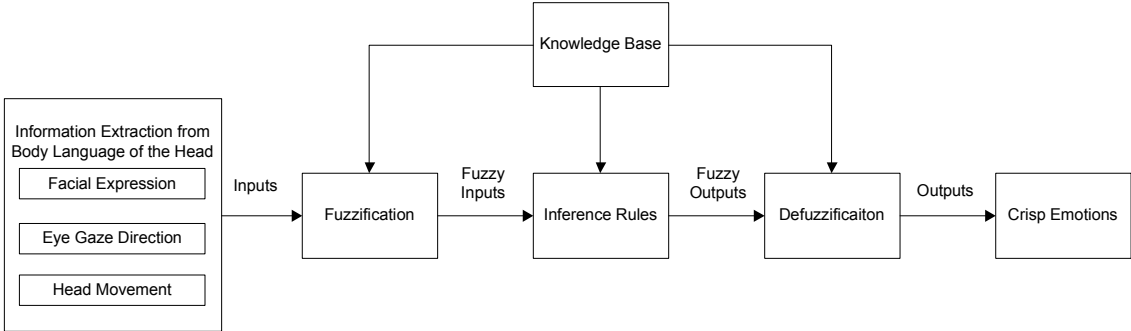 Knowledge Base
Information Extraction from
Body Language of the Head
Facial Expression
Eye Gaze Direction
Head Movement
Inputs
Fuzzification
Fuzzy
Inputs
Inference Rules
Fuzzy
Outputs
Defuzzificaiton
Outputs
Crisp Emotions